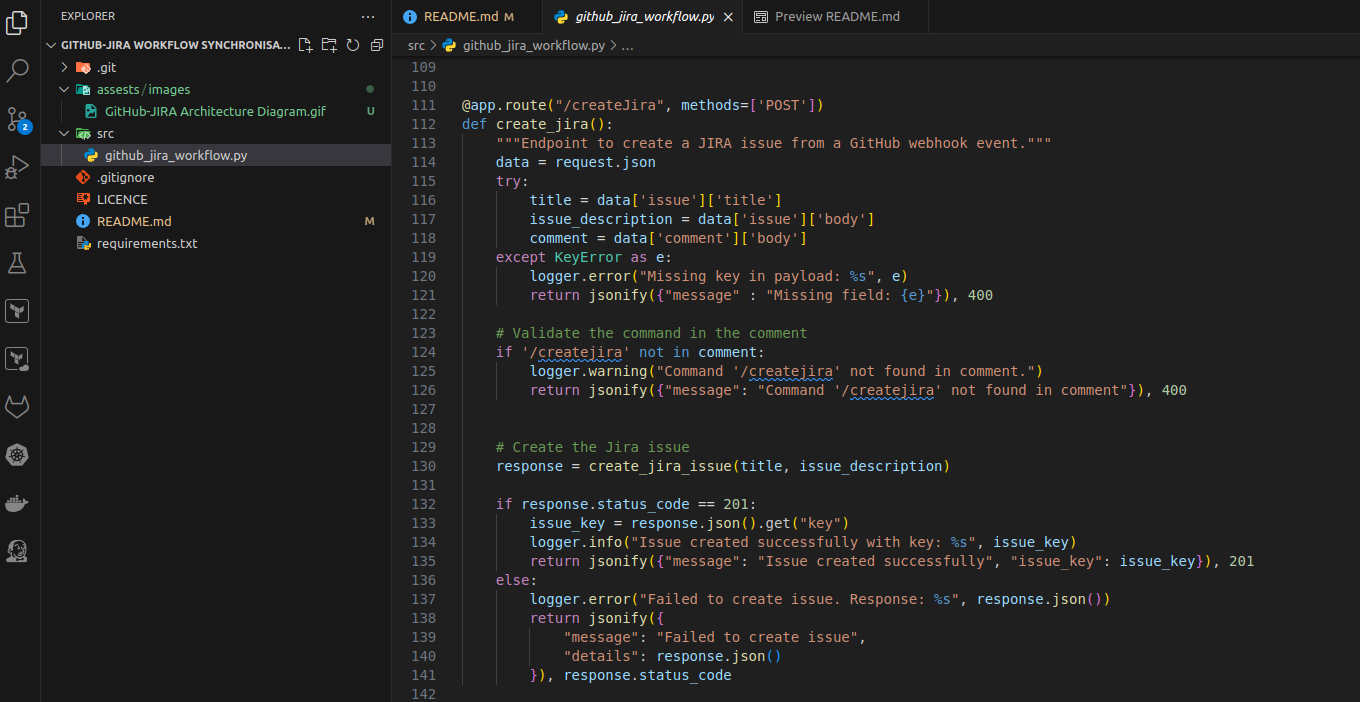 EXPLORER
GITHUB-JIRA WORKFLOW SYNCHRONISA...
.git
assests / images
GitHub-JIRA Architecture Diagram.gif U
src
github_jira_workflow.py
.gitignore
LICENCE
README.md M
requirements.txt
2
README.md M
github_jira_workflow.py
Preview README.md
src > github_jira_workflow.py > ...
109
110
111 @app.route("/createJira", methods=['POST'])
112 def create_jira():
113     """Endpoint to create a JIRA issue from a GitHub webhook event."""
114     data = request.json
115     try:
116         title = data['issue']['title']
117         issue_description = data['issue']['body']
118         comment = data['comment']['body']
119     except KeyError as e:
120         logger.error("Missing key in payload: %s", e)
121         return jsonify({"message" : "Missing field: {e}"}), 400
122
123     # Validate the command in the comment
124     if '/createjira' not in comment:
125         logger.warning("Command '/createjira' not found in comment.")
126         return jsonify({"message": "Command '/createjira' not found in comment"}), 400
127
128
129     # Create the Jira issue
130     response = create_jira_issue(title, issue_description)
131
132     if response.status_code == 201:
133         issue_key = response.json().get("key")
134         logger.info("Issue created successfully with key: %s", issue_key)
135         return jsonify({"message": "Issue created successfully", "issue_key": issue_key}), 201
136     else:
137         logger.error("Failed to create issue. Response: %s", response.json())
138         return jsonify({
139             "message": "Failed to create issue",
140             "details": response.json()
141         }), response.status_code
142